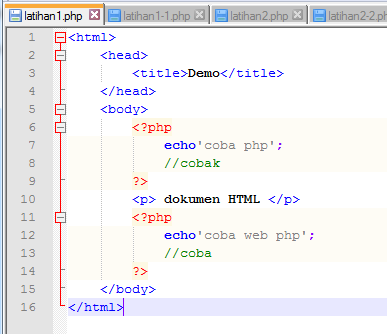 latihan1.php latihan1-1.php latihan2.php latihan2-2.p
1 <html>
2 <head>
3 <title>Demo</title>
4 </head>
5 <body>
6 <?php
7 echo'coba php';
8 //cobak
9 ?>
10 <p> dokumen HTML </p>
11 <?php
12 echo'coba web php';
13 //coba
14 ?>
15 </body>
16 </html>